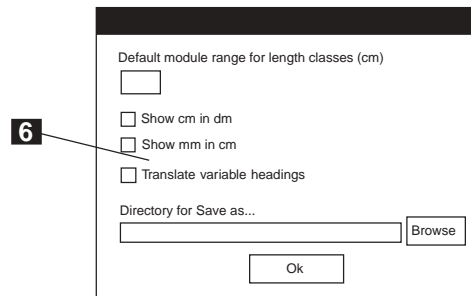 Default module range for length classes (cm)
Show cm in dm
6
Show mm in cm
Translate variable headings
Directory for Save as...
Browse
Ok